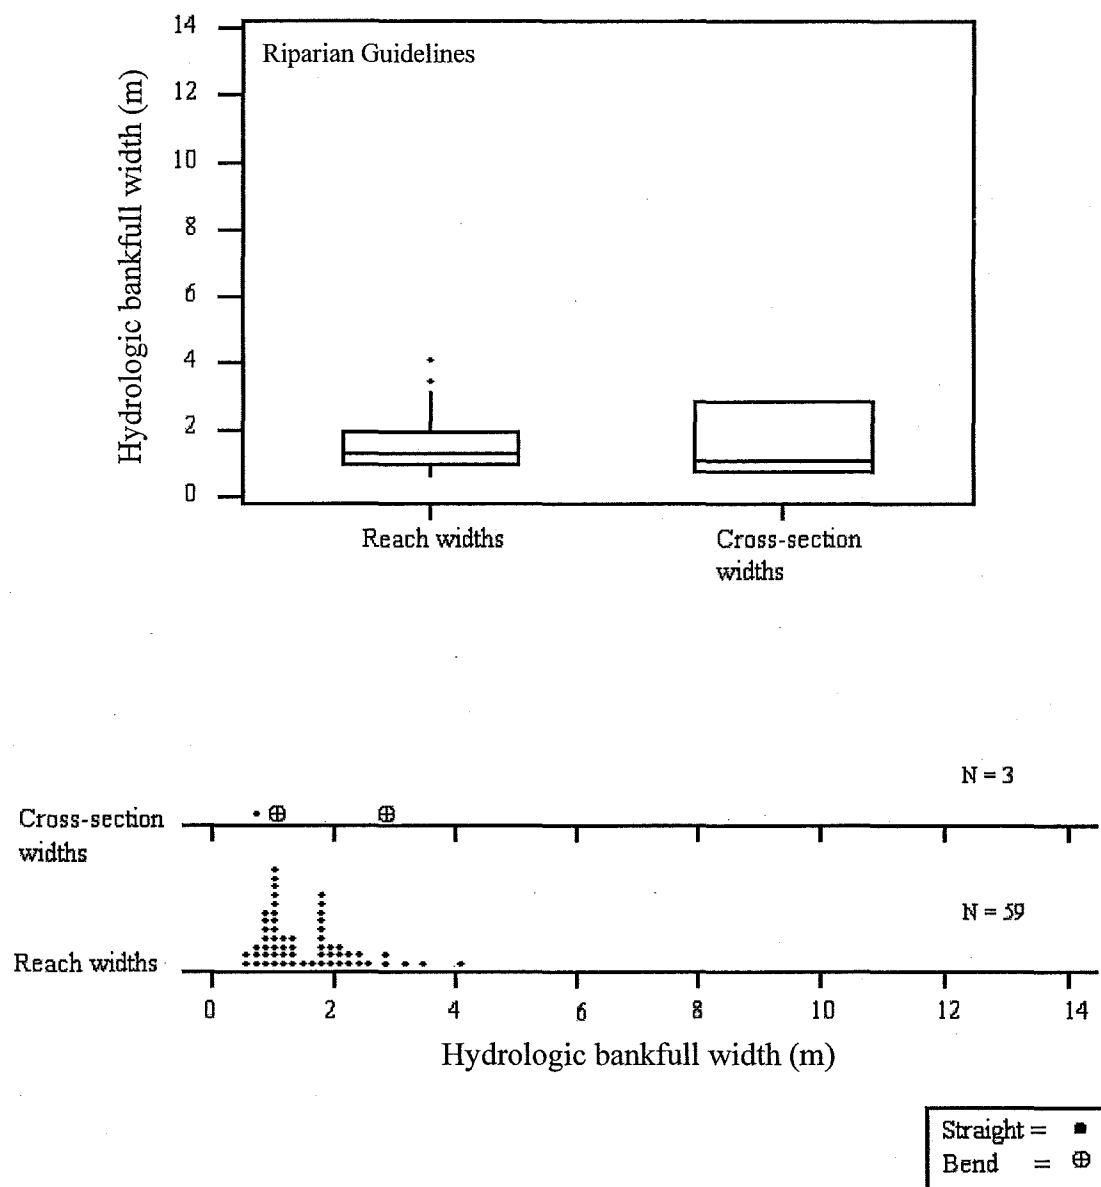 Riparian Guidelines
Hydrologic bankfull width (m)
14
12
10
8
6
4
2
0
Reach widths
Cross-section
widths
N = 3
Cross-section
widths
N = 59
Reach widths
0 2 4 6 8 10 12 14
Hydrologic bankfull width (m)
Straight =
Bend =